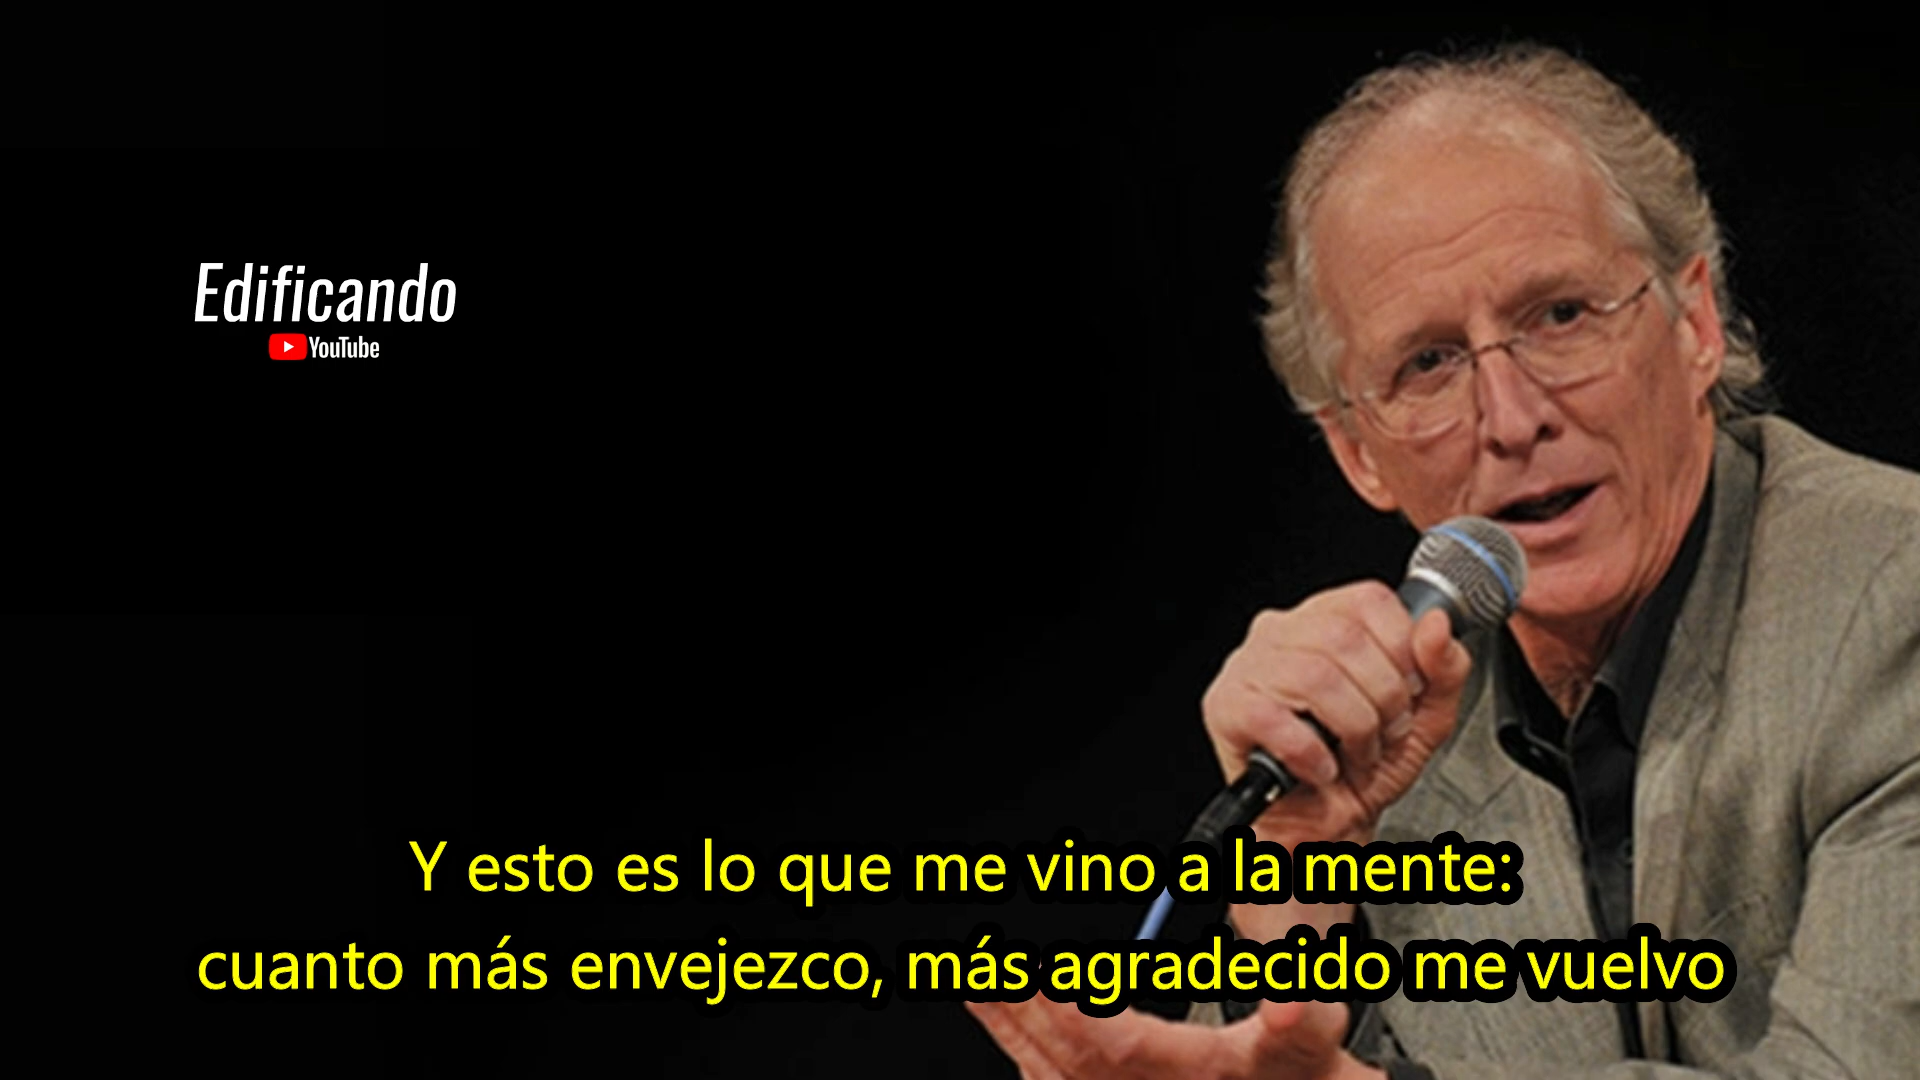 Edificando
YouTube
Y esto es lo que me vino a la mente:
cuanto más envejezco, más agradecido me vuelvo